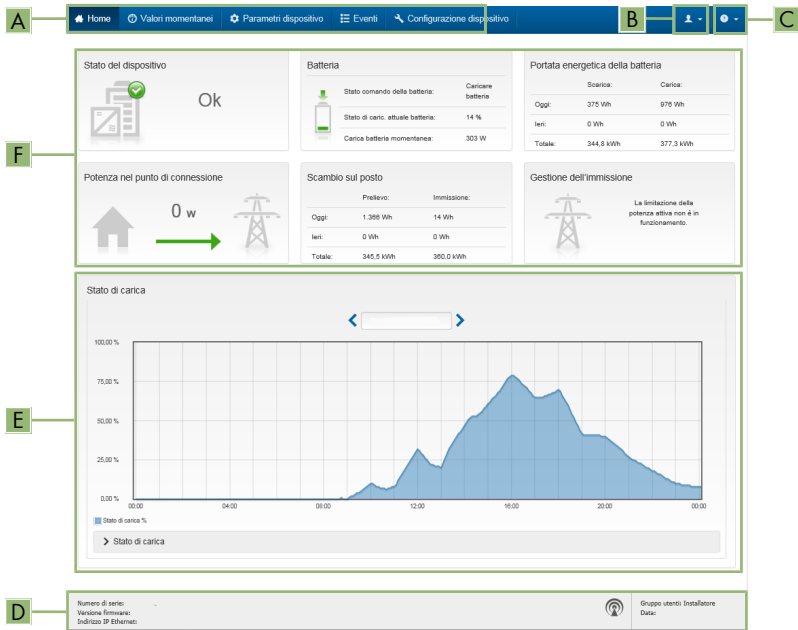 A
Home Valori momentanei Parametri dispositivo Eventi Configurazione dispositivo
B
C
Stato del dispositivo
Ok
Batteria
Stato comando della batteria: Caricare batteria
Stato di caric. attuale batteria: 14 %
Carica batteria momentanea: 303 W
Portata energetica della batteria
Scarica: Carica:
Oggi: 375 Wh 976 Wh
Ieri: 0 Wh 0 Wh
Totale: 344,8 kWh 377,3 kWh
F
Potenza nel punto di connessione
0 w
Scambio sul posto
Prelievo: Immissione:
Oggi: 1.366 Wh 14 Wh
Ieri: 0 Wh 0 Wh
Totale: 345,5 kWh 360,0 kWh
Gestione dell'immissione
La limitazione della
potenza attiva non è in
funzionamento.
E
Stato di carica
100,00 %
75,00 %
50,00 %
25,00 %
0,00 %
00:00 04:00 08:00 12:00 16:00 20:00 00:00
Stato di carica %
Stato di carica
D
Numero di serie:
Versione firmware:
Indirizzo IP Ethernet:
Gruppo utenti: Installatore
Data: